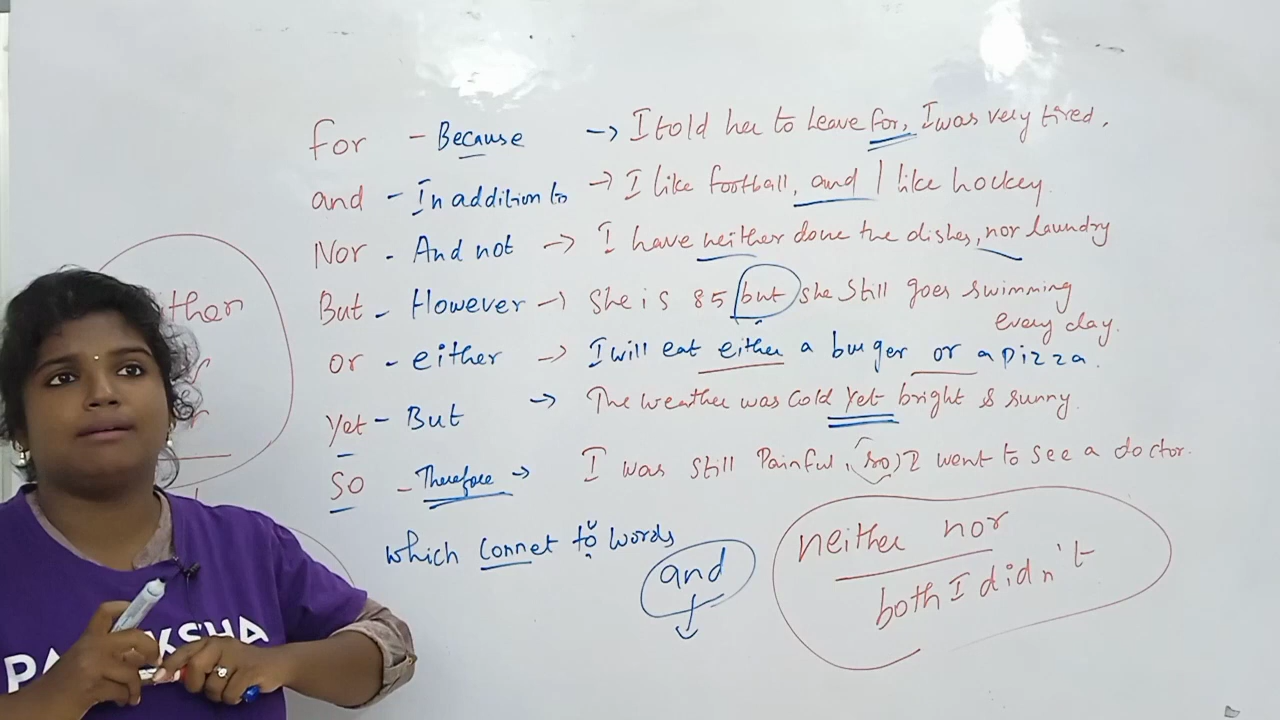 for - Because -> I told her to leave for, I was very tired.
and - In addition to -> I like football, and I like hockey.
Nor - And not -> I have neither done the dishes, nor laundry
But - However -> She is 85 but she still goes swimming
every day.
or - either -> I will eat either a burger or a pizza.
Yet - But -> The weather was cold yet bright & sunny.
So - Therefore -> I was still Painful, (so) I went to see a doctor.
which connet to words
and
neither nor
both I didn't